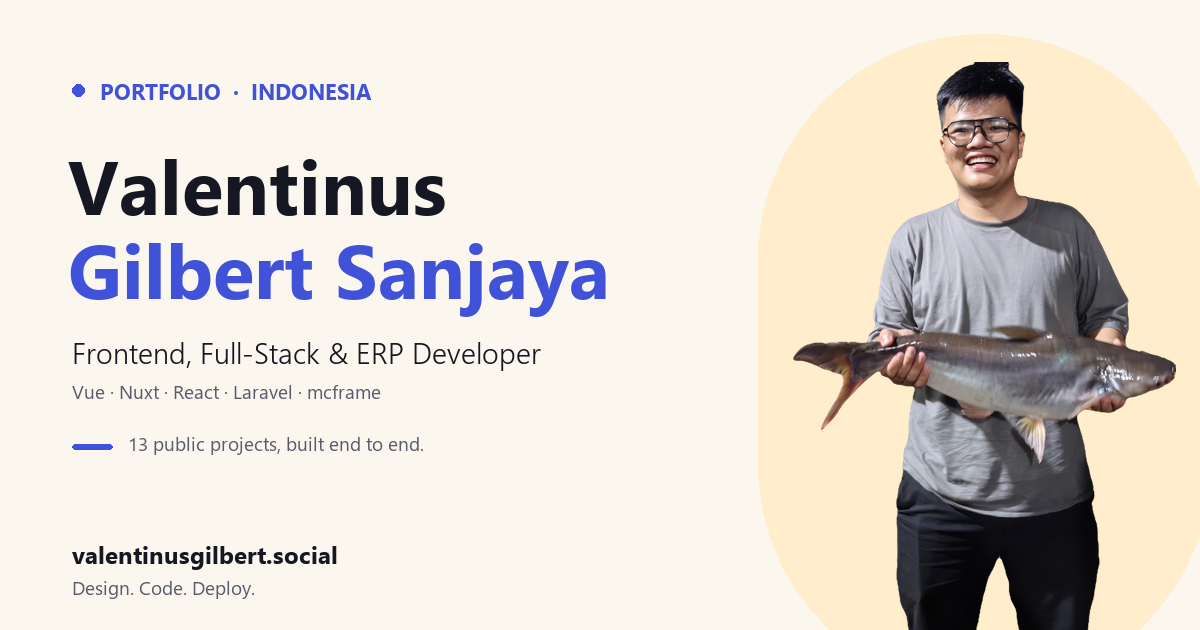 PORTFOLIO · INDONESIA
Valentinus
Gilbert Sanjaya
Frontend, Full-Stack & ERP Developer
Vue · Nuxt · React · Laravel · mcframe
13 public projects, built end to end.
valentinusgilbert.social
Design. Code. Deploy.